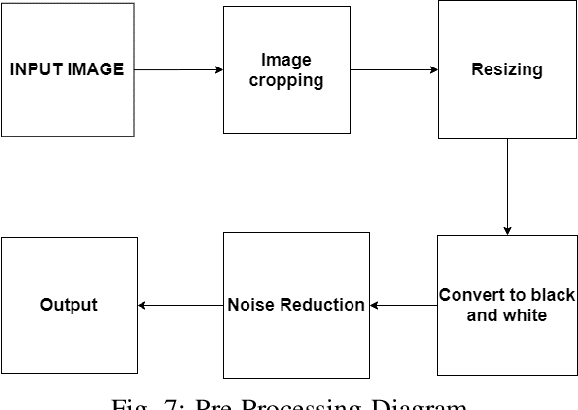 INPUT IMAGE
Image
cropping
Resizing
Convert to black
and white
Noise Reduction
Output
Fig. 7: Pre Processing Diagram